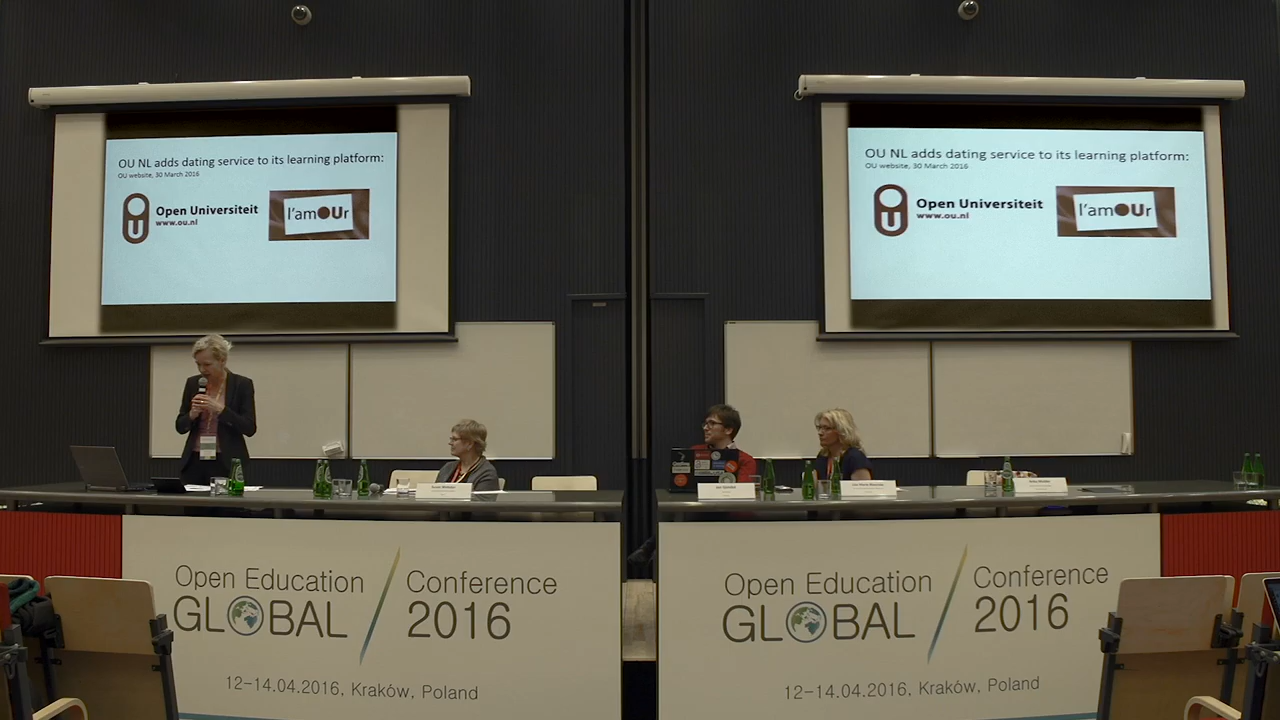 OU NL adds dating service to its learning platform:
OU website, 30 March 2016
OU
Open Universiteit
www.ou.nl
l'amOUr
OU NL adds dating service to its learning platform:
OU website, 30 March 2016
OU
Open Universiteit
www.ou.nl
l'amOUr
Open Education
GLOBAL
Conference
2016
12-14.04.2016, Kraków, Poland
Open Education
GLOBAL
Conference
2016
12-14.04.2016, Kraków, Poland